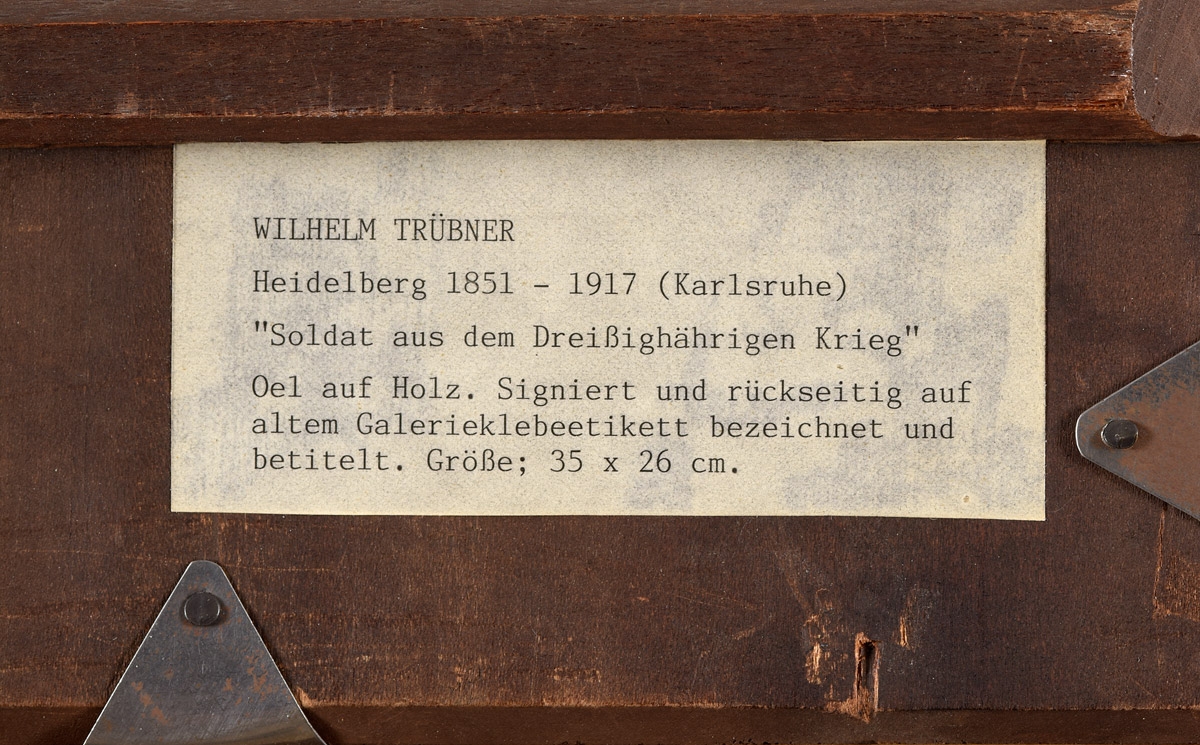 WILHELM TRÜBNER
Heidelberg 1851 – 1917 (Karlsruhe)
"Soldat aus dem Dreißighährigen Krieg"
Oel auf Holz. Signiert und rückseitig auf
altem Galerieklebeetikett bezeichnet und
betitelt. Größe; 35 x 26 cm.